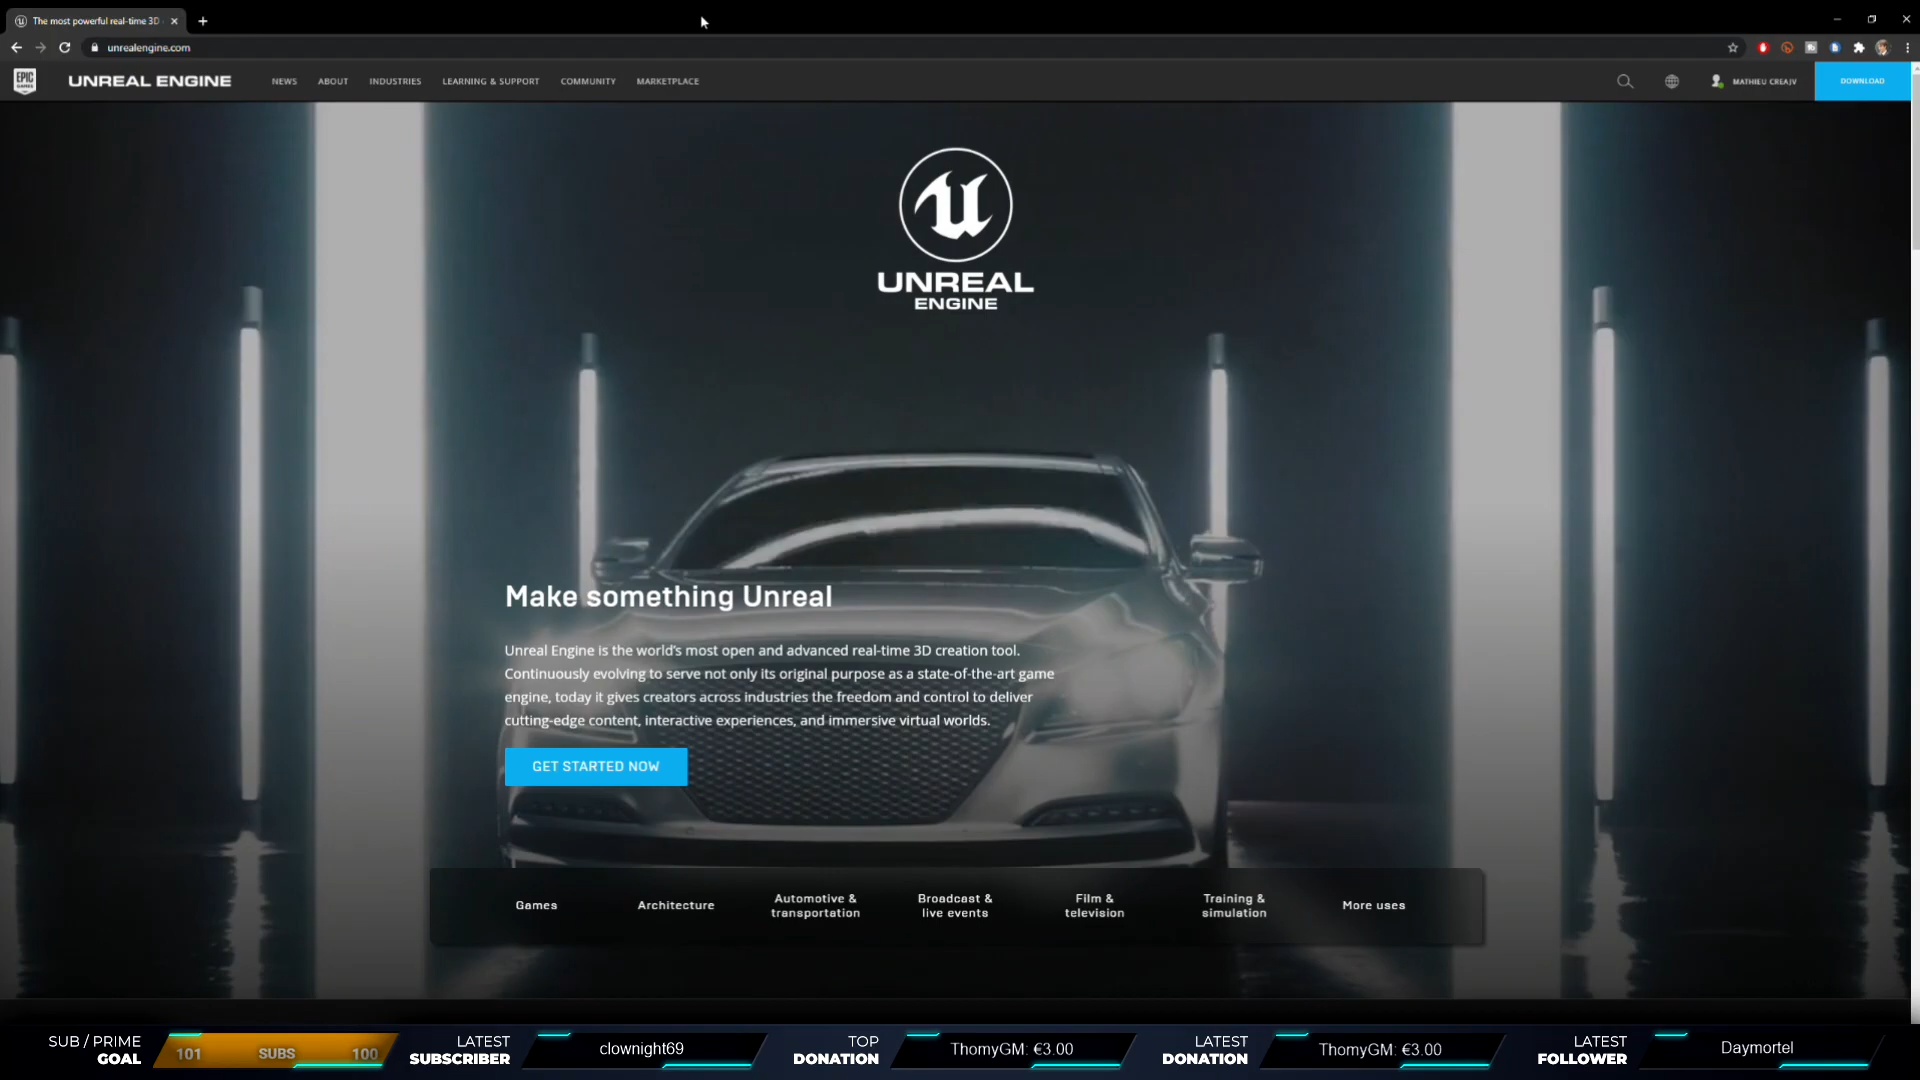 The most powerful real-time 3D
unrealengine.com
EPIC GAMES
UNREAL ENGINE
NEWS
ABOUT
INDUSTRIES
LEARNING & SUPPORT
COMMUNITY
MARKETPLACE
MATHIEU CREAJV
DOWNLOAD
UNREAL
ENGINE
Make something Unreal
Unreal Engine is the world's most open and advanced real-time 3D creation tool.
Continuously evolving to serve not only its original purpose as a state-of-the-art game
engine, today it gives creators across industries the freedom and control to deliver
cutting-edge content, interactive experiences, and immersive virtual worlds.
GET STARTED NOW
Games
Architecture
Automotive &
transportation
Broadcast &
live events
Film &
television
Training &
simulation
More uses
SUB / PRIME
GOAL
101 SUBS 100
LATEST
SUBSCRIBER
clownight69
TOP
DONATION
ThomyGM: €3.00
LATEST
DONATION
ThomyGM: €3.00
LATEST
FOLLOWER
Daymortel